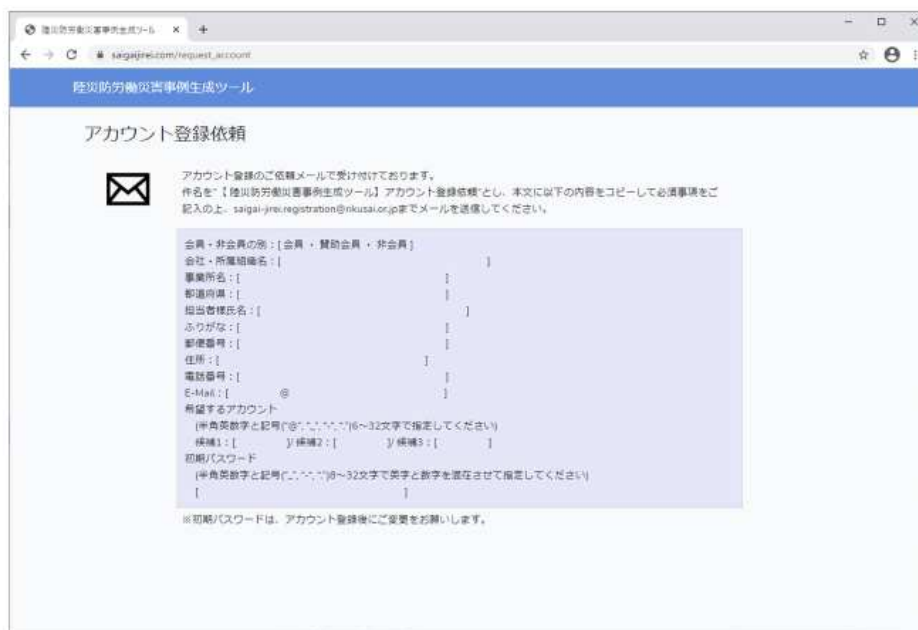 陸災防労働災害事例生成ツール
saigaijirei.com/request_account
陸災防労働災害事例生成ツール
アカウント登録依頼
アカウント登録のご依頼メールで受け付けております。
件名を"【陸災防労働災害事例生成ツール】アカウント登録依頼"とし、本文に以下の内容をコピーして必須事項をご
記入の上、saigai-jirei.registration@rikusai.or.jpまでメールを送信してください。
会員・非会員の別：[ 会員 ・ 賛助会員 ・ 非会員 ]
会社・所属組織名：[ ]
事業所名：[ ]
都道府県：[ ]
担当者様氏名：[ ]
ふりがな：[ ]
郵便番号：[ ]
住所：[ ]
電話番号：[ ]
E-Mail：[ @ ]
希望するアカウント
(半角英数字と記号("@", "_", "-", ".")6～32文字で指定してください)
候補1：[ ]/ 候補2：[ ]/ 候補3：[ ]
初期パスワード
(半角英数字と記号("_", "-", ".")8～32文字で英字と数字を混在させて指定してください)
[ ]
※初期パスワードは、アカウント登録後にご変更をお願いします。